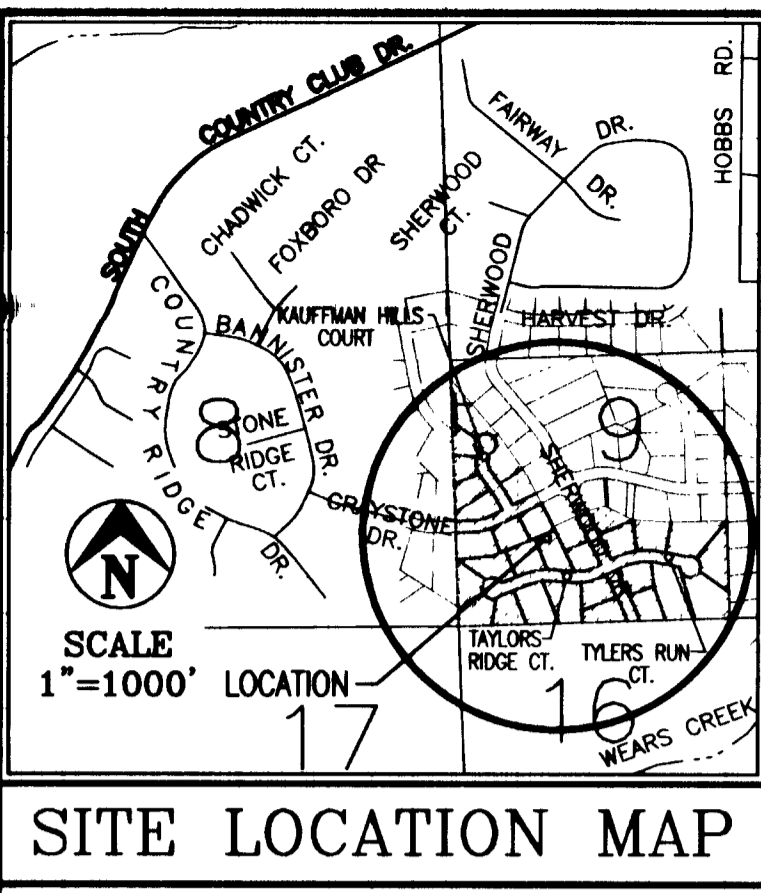 SOUTH COUNTRY CLUB DR.
CHADWICK CT.
FOXBORO DR
SHERWOOD
CT.
FAIRWAY DR.
DR.
HOBBS RD.
SHERWOOD
HARVEST DR.
KAUFFMAN HILLS
COURT
COUNTRY RIDGE DR.
BANNISTER DR.
8
STONE
RIDGE
CT.
9
GRAYSTONE
DR.
SHERWOOD
N
SCALE
1"=1000'
LOCATION
TAYLORS
RIDGE CT.
TYLERS RUN
CT.
17
16
WEARS CREEK
SITE LOCATION MAP